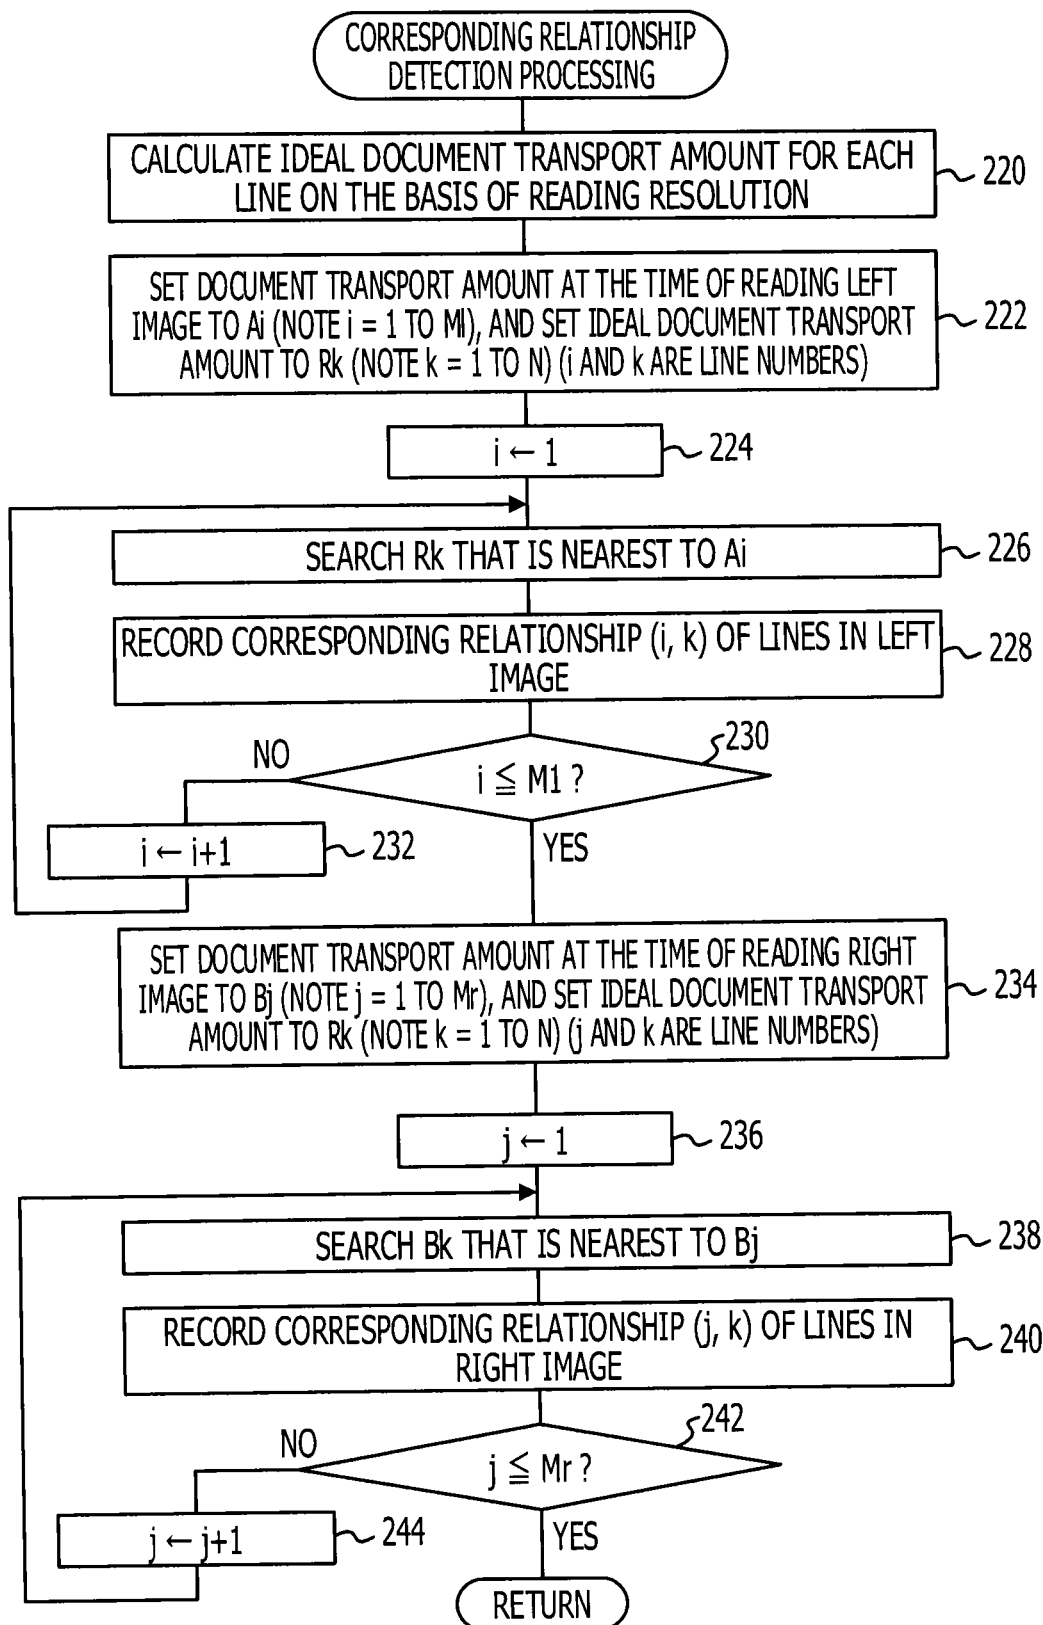 CORRESPONDING RELATIONSHIP
DETECTION PROCESSING
CALCULATE IDEAL DOCUMENT TRANSPORT AMOUNT FOR EACH
LINE ON THE BASIS OF READING RESOLUTION
220
SET DOCUMENT TRANSPORT AMOUNT AT THE TIME OF READING LEFT
IMAGE TO Ai (NOTE i = 1 TO Ml), AND SET IDEAL DOCUMENT TRANSPORT
AMOUNT TO Rk (NOTE k = 1 TO N) (i AND k ARE LINE NUMBERS)
222
i ← 1
224
SEARCH Rk THAT IS NEAREST TO Ai
226
RECORD CORRESPONDING RELATIONSHIP (i, k) OF LINES IN LEFT
IMAGE
228
230
NO
i ≦ M1 ?
i ← i+1
232
YES
SET DOCUMENT TRANSPORT AMOUNT AT THE TIME OF READING RIGHT
IMAGE TO Bj (NOTE j = 1 TO Mr), AND SET IDEAL DOCUMENT TRANSPORT
AMOUNT TO Rk (NOTE k = 1 TO N) (j AND k ARE LINE NUMBERS)
234
j ← 1
236
SEARCH Bk THAT IS NEAREST TO Bj
238
RECORD CORRESPONDING RELATIONSHIP (j, k) OF LINES IN
RIGHT IMAGE
240
242
NO
j ≦ Mr ?
j ← j+1
244
YES
RETURN